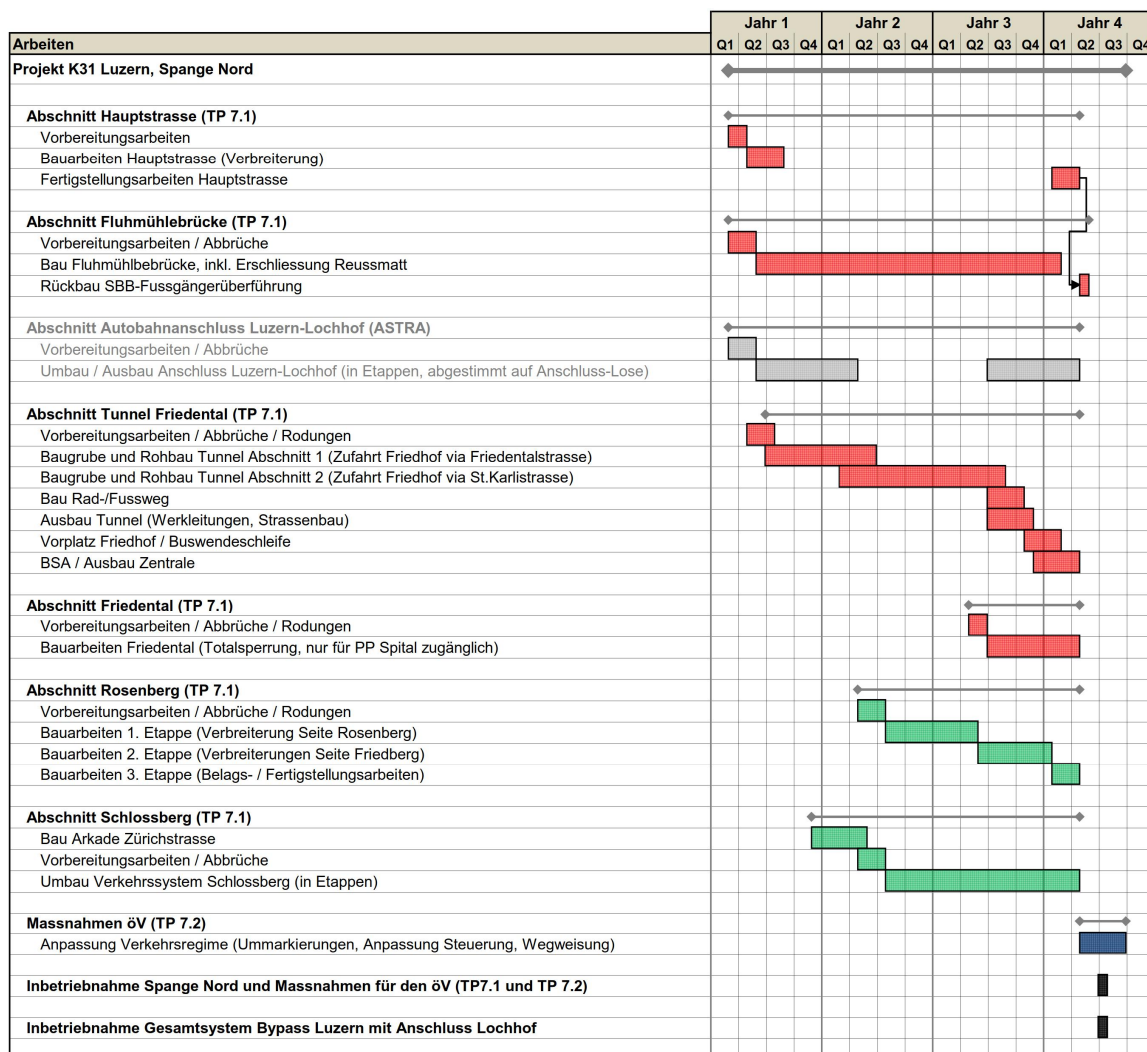 Jahr 1 Jahr 2 Jahr 3 Jahr 4
Arbeiten Q1 Q2 Q3 Q4 Q1 Q2 Q3 Q4 Q1 Q2 Q3 Q4 Q1 Q2 Q3 Q4
Projekt K31 Luzern, Spange Nord
Abschnitt Hauptstrasse (TP 7.1)
Vorbereitungsarbeiten
Bauarbeiten Hauptstrasse (Verbreiterung)
Fertigstellungsarbeiten Hauptstrasse
Abschnitt Fluhmühlebrücke (TP 7.1)
Vorbereitungsarbeiten / Abbrüche
Bau Fluhmühlbebrücke, inkl. Erschliessung Reussmatt
Rückbau SBB-Fussgängerüberführung
Abschnitt Autobahnanschluss Luzern-Lochhof (ASTRA)
Vorbereitungsarbeiten / Abbrüche
Umbau / Ausbau Anschluss Luzern-Lochhof (in Etappen, abgestimmt auf Anschluss-Lose)
Abschnitt Tunnel Friedental (TP 7.1)
Vorbereitungsarbeiten / Abbrüche / Rodungen
Baugrube und Rohbau Tunnel Abschnitt 1 (Zufahrt Friedhof via Friedentalstrasse)
Baugrube und Rohbau Tunnel Abschnitt 2 (Zufahrt Friedhof via St.Karlistrasse)
Bau Rad-/Fussweg
Ausbau Tunnel (Werkleitungen, Strassenbau)
Vorplatz Friedhof / Buswendeschleife
BSA / Ausbau Zentrale
Abschnitt Friedental (TP 7.1)
Vorbereitungsarbeiten / Abbrüche / Rodungen
Bauarbeiten Friedental (Totalsperrung, nur für PP Spital zugänglich)
Abschnitt Rosenberg (TP 7.1)
Vorbereitungsarbeiten / Abbrüche / Rodungen
Bauarbeiten 1. Etappe (Verbreiterung Seite Rosenberg)
Bauarbeiten 2. Etappe (Verbreiterungen Seite Friedberg)
Bauarbeiten 3. Etappe (Belags- / Fertigstellungsarbeiten)
Abschnitt Schlossberg (TP 7.1)
Bau Arkade Zürichstrasse
Vorbereitungsarbeiten / Abbrüche
Umbau Verkehrssystem Schlossberg (in Etappen)
Massnahmen öV (TP 7.2)
Anpassung Verkehrsregime (Ummarkierungen, Anpassung Steuerung, Wegweisung)
Inbetriebnahme Spange Nord und Massnahmen für den öV (TP7.1 und TP 7.2)
Inbetriebnahme Gesamtsystem Bypass Luzern mit Anschluss Lochhof